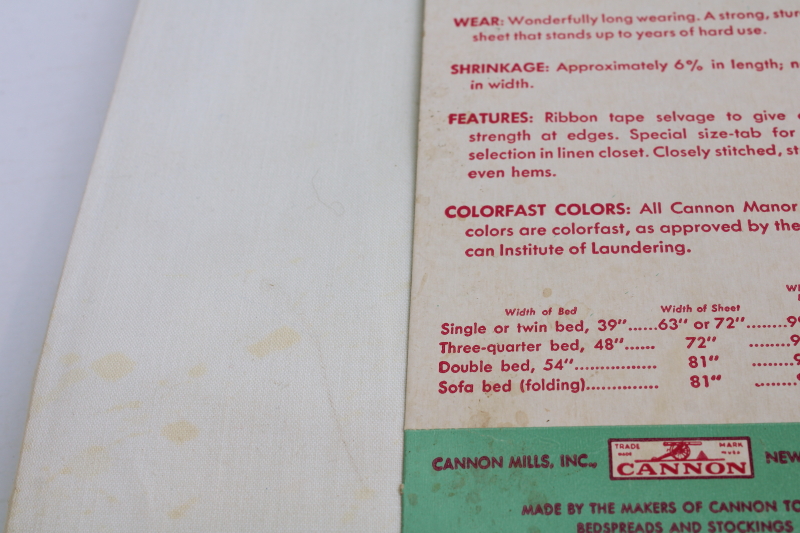 WEAR: Wonderfully long wearing. A strong,
sheet that stands up to years of hard use.
SHRINKAGE: Approximately 6% in length;
in width.
FEATURES: Ribbon tape selvage to give
strength at edges. Special size-tab for
selection in linen closet. Closely stitched,
even hems.
COLORFAST COLORS: All Cannon Manor
colors are colorfast, as approved by the
can Institute of Laundering.
Width of Bed Width of Sheet
Single or twin bed, 39"......63" or 72"........
Three-quarter bed, 48"...... 72" ........
Double bed, 54"................ 81" ........
Sofa bed (folding).............. 81" ........
CANNON MILLS, INC., TRADE MARK CANNON NEW
MADE BY THE MAKERS OF CANNON
BEDSPREADS AND STOCKINGS